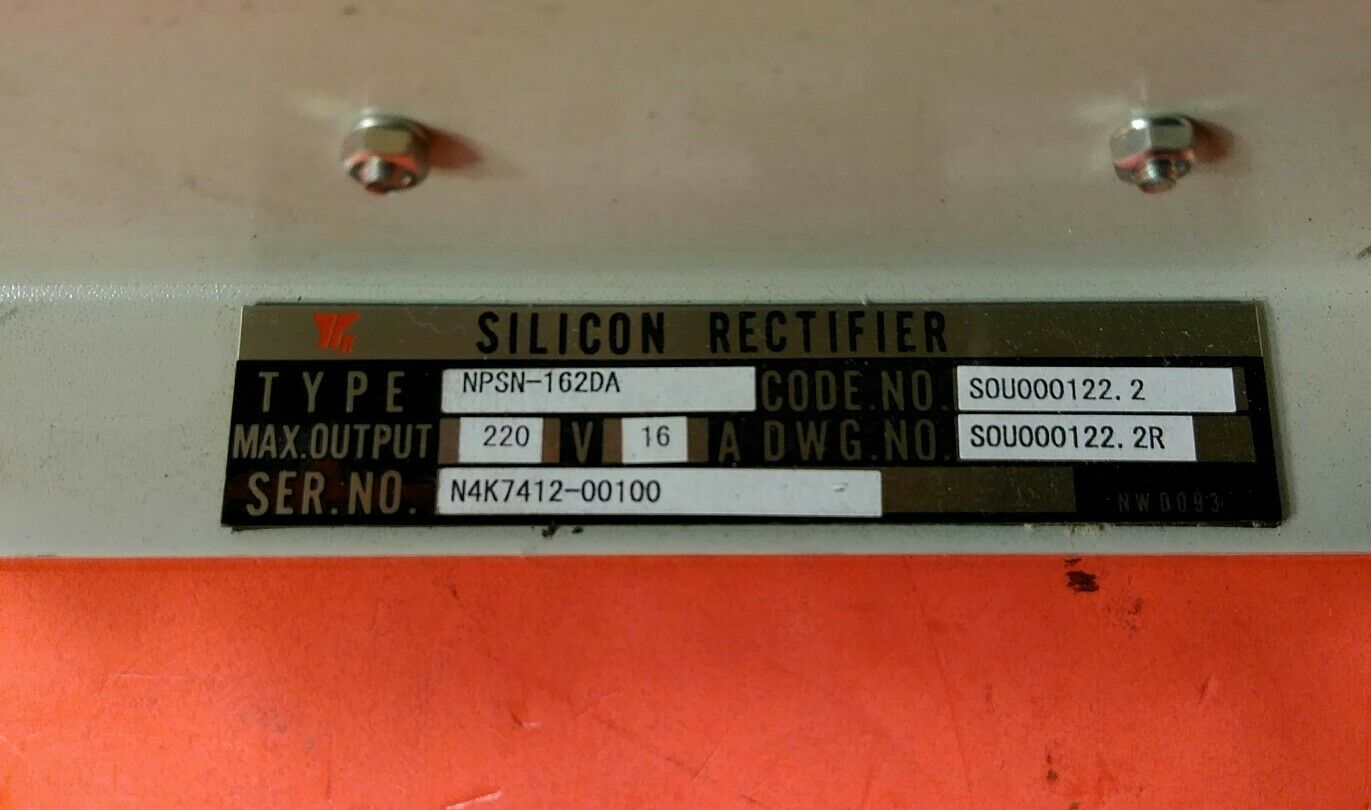 SILICON RECTIFIER
TYPE NPSN-162DA CODE.NO. SOU000122.2
MAX.OUTPUT 220 V 16 A DWG.NO. SOU000122.2R
SER.NO. N4K7412-00100 NW0093